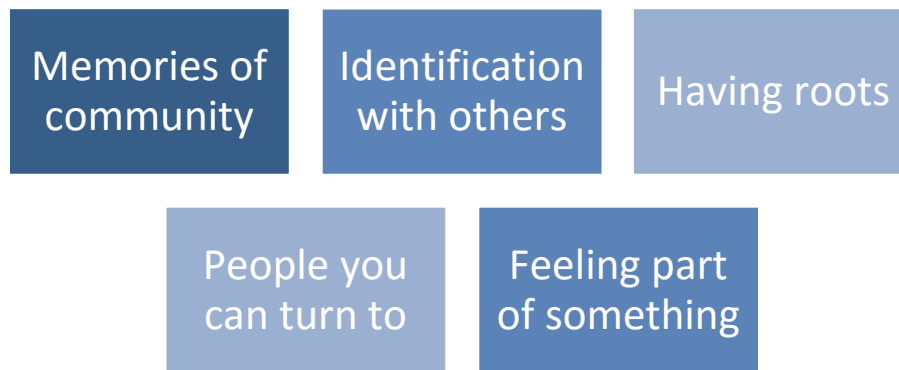 Memories of
community
Identification
with others
Having roots
People you
can turn to
Feeling part
of something